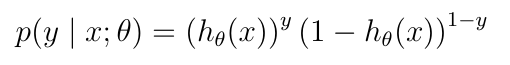 p(y | x; θ) = (h_θ(x))^y (1 − h_θ(x))^{1−y}